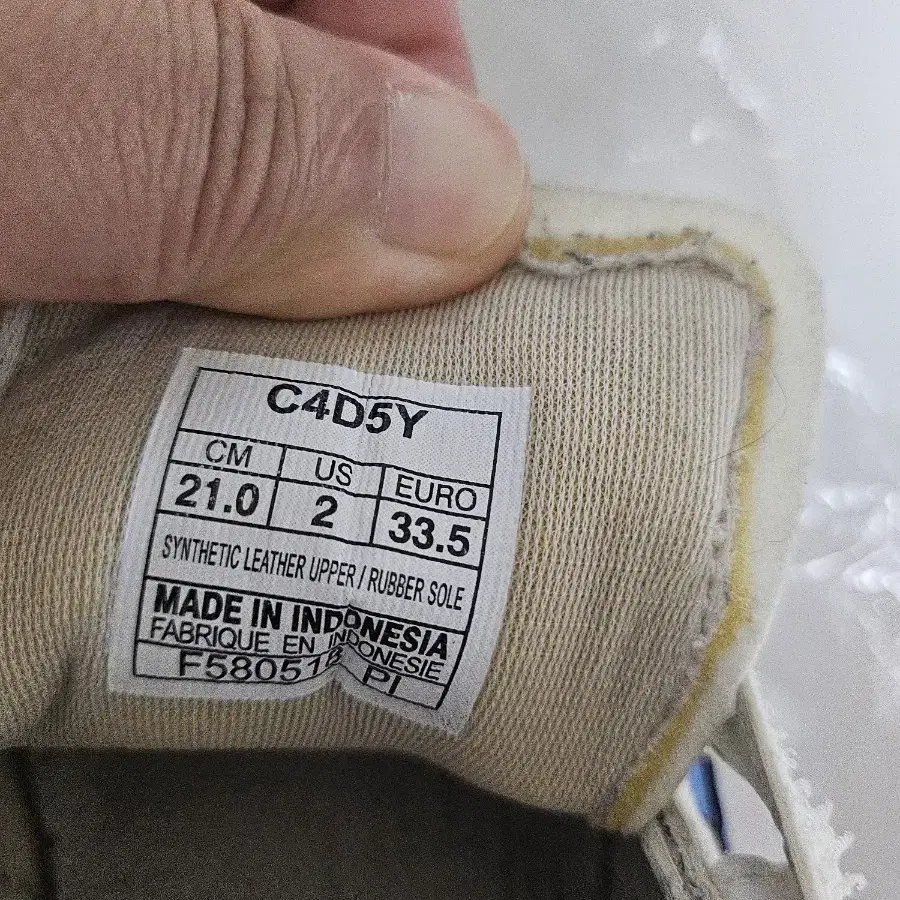 C4D5Y
CM US EURO
21.0 2 33.5
SYNTHETIC LEATHER UPPER / RUBBER SOLE
MADE IN INDONESIA
FABRIQUE EN INDONESIE
PI